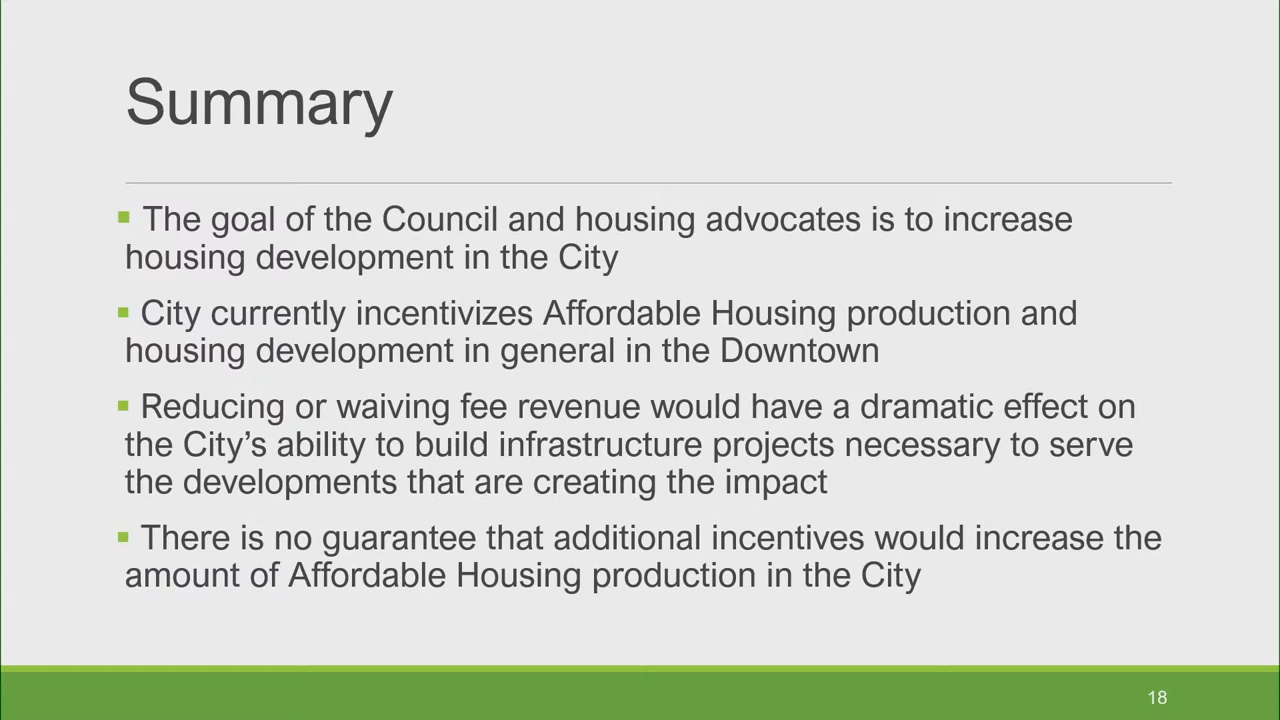 Summary
▪ The goal of the Council and housing advocates is to increase
housing development in the City
▪ City currently incentivizes Affordable Housing production and
housing development in general in the Downtown
▪ Reducing or waiving fee revenue would have a dramatic effect on
the City’s ability to build infrastructure projects necessary to serve
the developments that are creating the impact
▪ There is no guarantee that additional incentives would increase the
amount of Affordable Housing production in the City
18